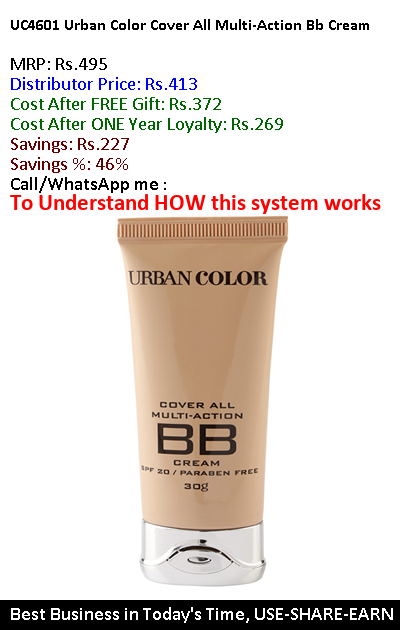 UC4601 Urban Color Cover All Multi-Action Bb Cream
MRP: Rs.495
Distributor Price: Rs.413
Cost After FREE Gift: Rs.372
Cost After ONE Year Loyalty: Rs.269
Savings: Rs.227
Savings %: 46%
Call/WhatsApp me :
To Understand HOW this system works
URBAN COLOR
COVER ALL
MULTI-ACTION
BB
CREAM
SPF 20 / PARABEN FREE
30g
Best Business in Today's Time, USE-SHARE-EARN